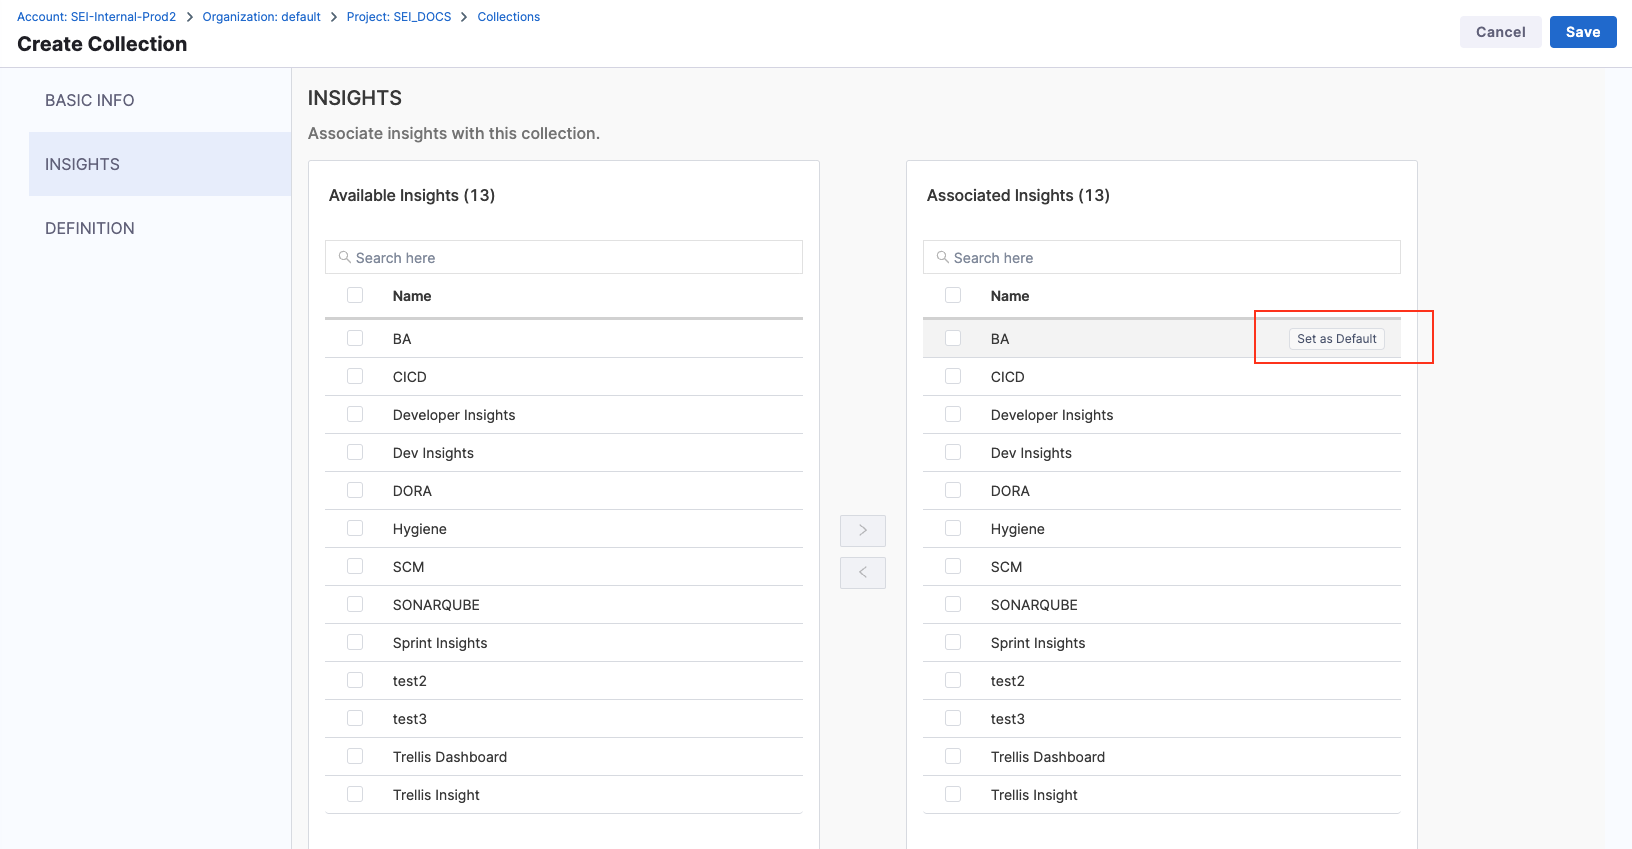 Account: SEI-Internal-Prod2 > Organization: default > Project: SEI_DOCS > Collections
Create Collection
Cancel
Save
BASIC INFO
INSIGHTS
DEFINITION
INSIGHTS
Associate insights with this collection.
Available Insights (13)
Search here
Name
BA
CICD
Developer Insights
Dev Insights
DORA
Hygiene
SCM
SONARQUBE
Sprint Insights
test2
test3
Trellis Dashboard
Trellis Insight
>
<
Associated Insights (13)
Search here
Name
BA
Set as Default
CICD
Developer Insights
Dev Insights
DORA
Hygiene
SCM
SONARQUBE
Sprint Insights
test2
test3
Trellis Dashboard
Trellis Insight